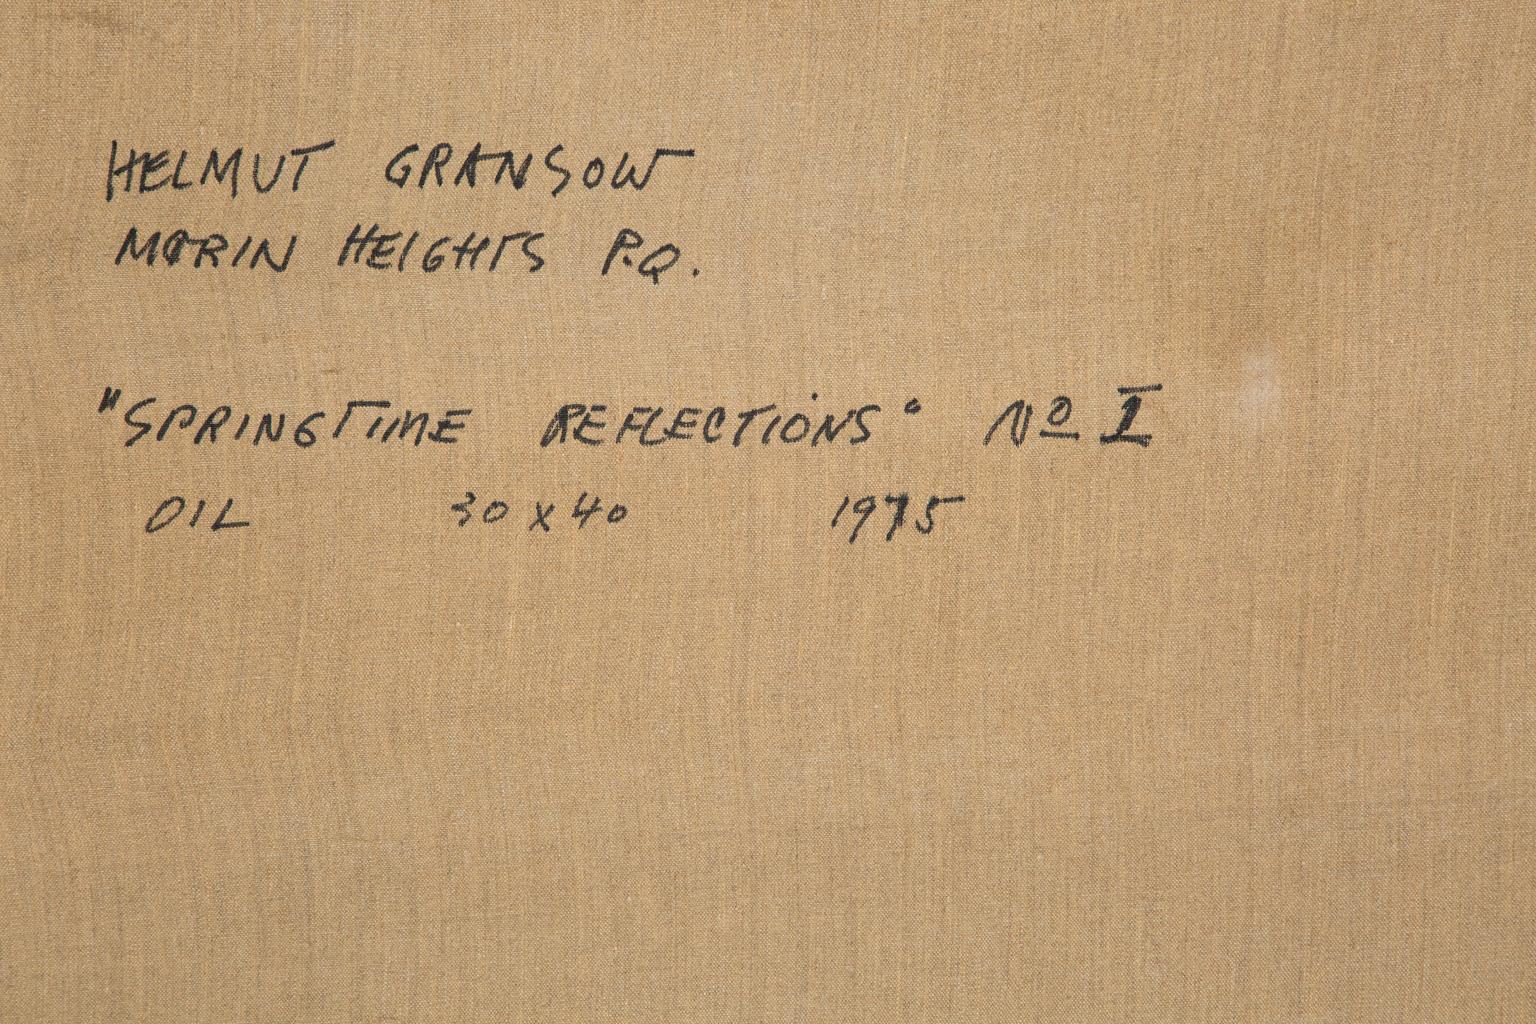 HELMUT GRANSOW
MORIN HEIGHTS P.Q.
"SPRINGTIME REFLECTIONS" No I
OIL 30 x 40 1975